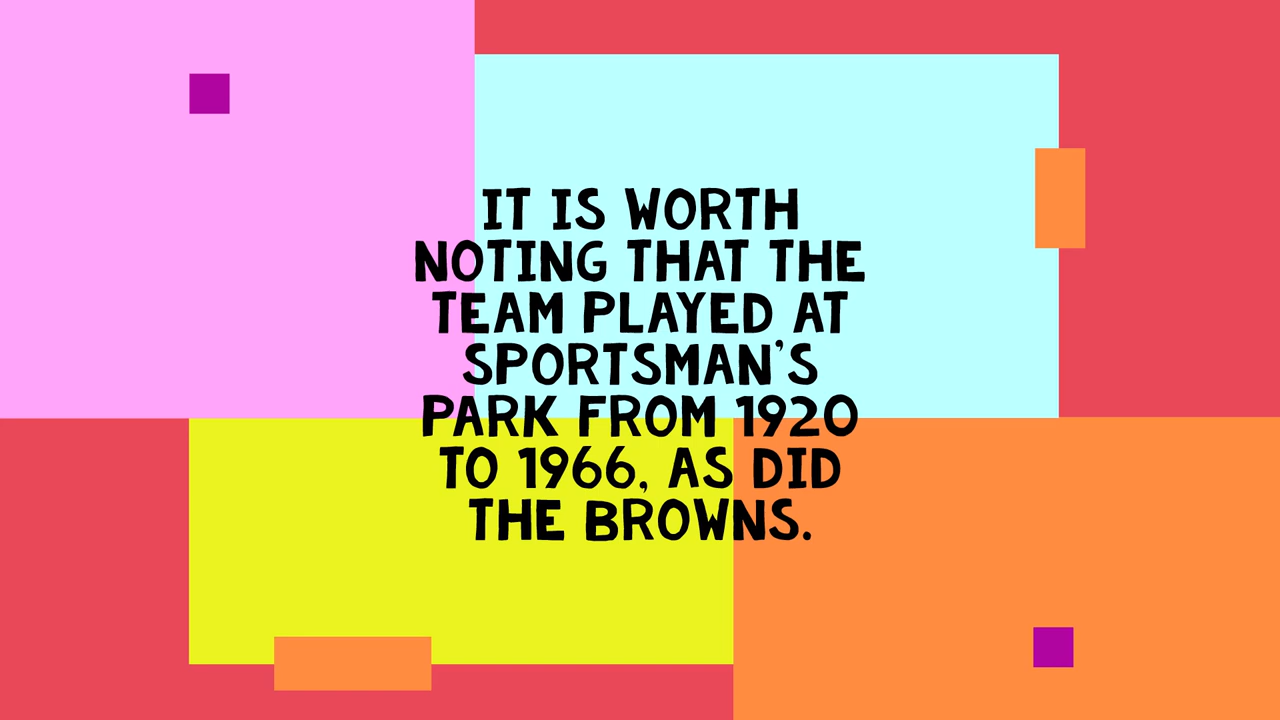 IT IS WORTH
NOTING THAT THE
TEAM PLAYED AT
SPORTSMAN'S
PARK FROM 1920
TO 1966, AS DID
THE BROWNS.